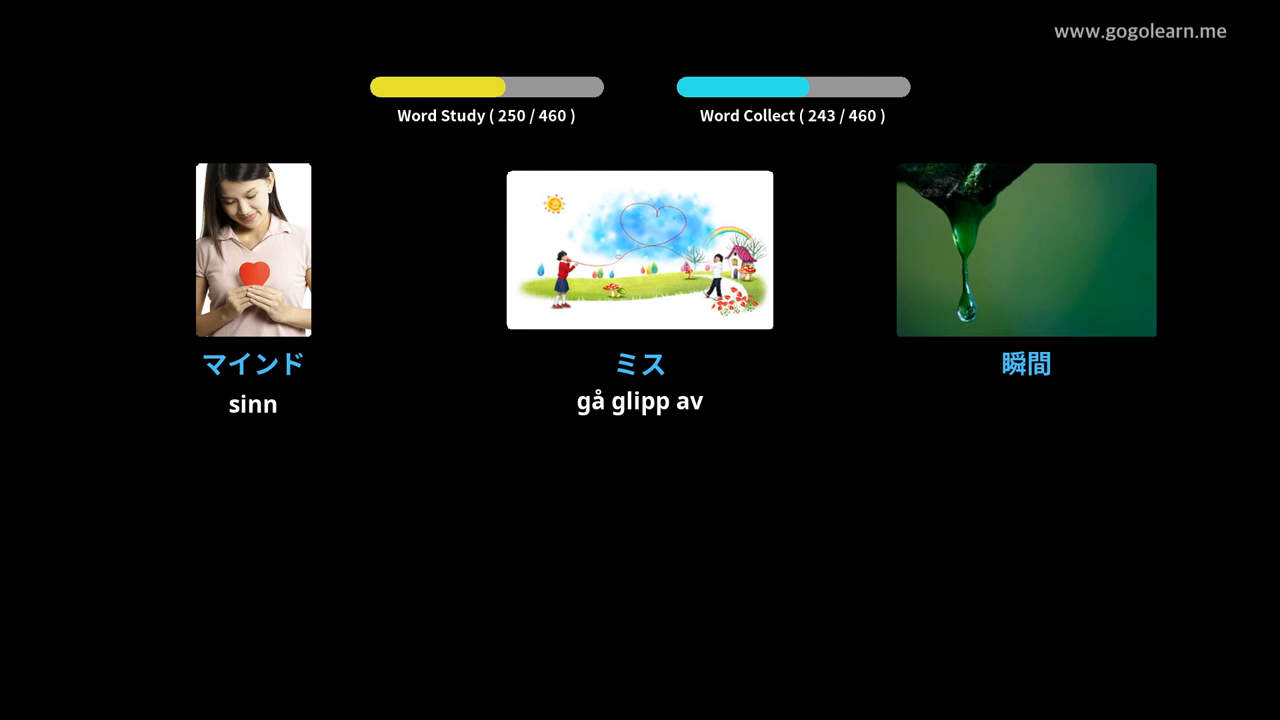 www.gogolearn.me
Word Study ( 250 / 460 )
Word Collect ( 243 / 460 )
マインド
ミス
瞬間
sinn
gå glipp av